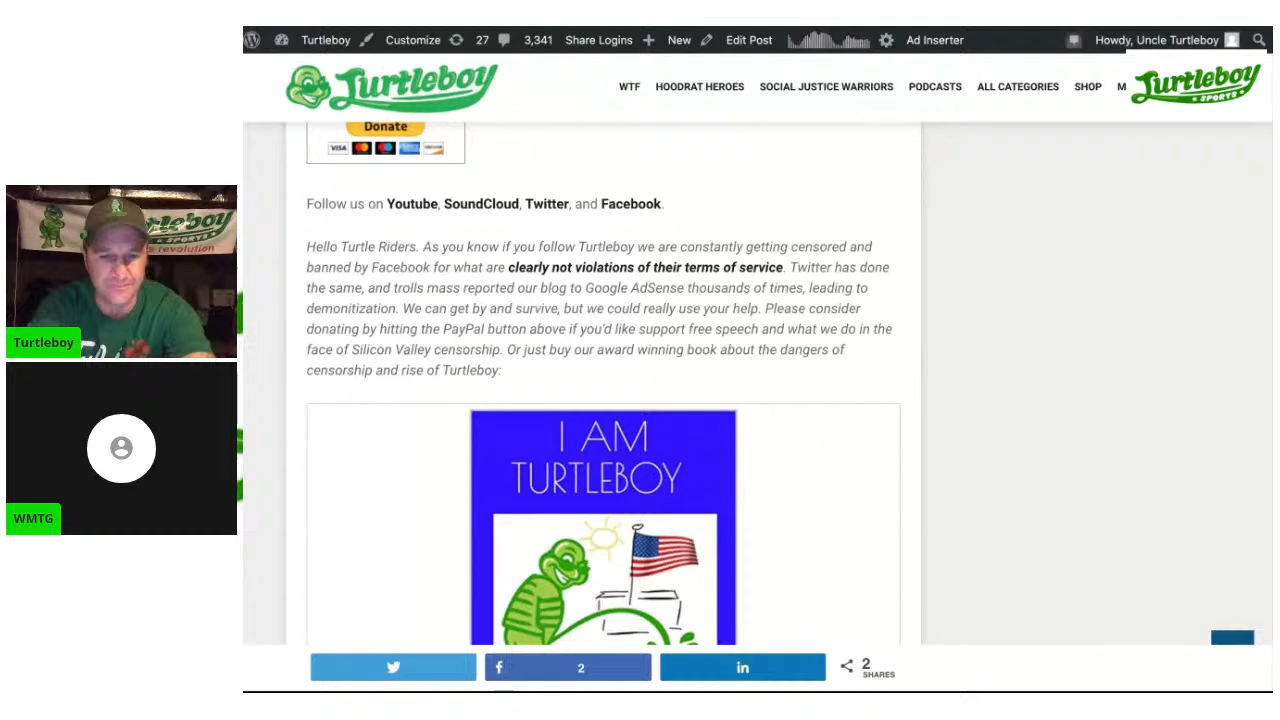 Turtleboy
Customize
27
3,341
Share Logins
New
Edit Post
Ad Inserter
Howdy, Uncle Turtleboy
Turtleboy
WTF
HOODRAT HEROES
SOCIAL JUSTICE WARRIORS
PODCASTS
ALL CATEGORIES
SHOP
M
Turtleboy
SPORTS
Donate
VISA
Follow us on Youtube, SoundCloud, Twitter, and Facebook.
Hello Turtle Riders. As you know if you follow Turtleboy we are constantly getting censored and
banned by Facebook for what are clearly not violations of their terms of service. Twitter has done
the same, and trolls mass reported our blog to Google AdSense thousands of times, leading to
demonitization. We can get by and survive, but we could really use your help. Please consider
donating by hitting the PayPal button above if you'd like support free speech and what we do in the
face of Silicon Valley censorship. Or just buy our award winning book about the dangers of
censorship and rise of Turtleboy:
I AM
TURTLEBOY
2
2
SHARES
tleboy
SPORTS
revolution
Turtleboy
WMTG